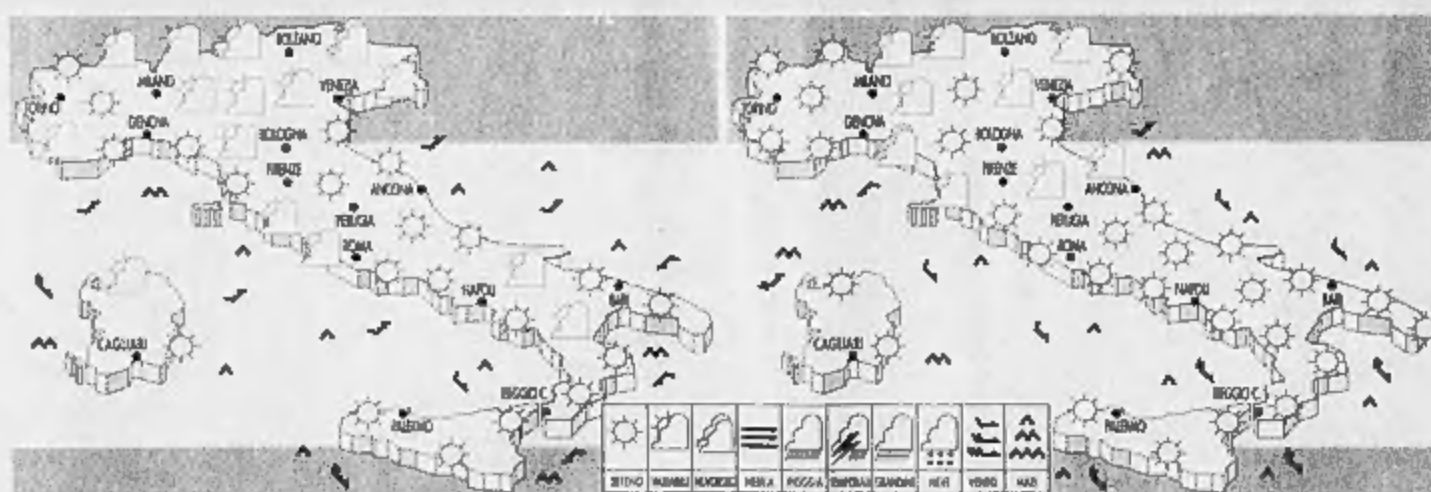 BOLZANO
MILANO
VENEZIA
TORINO
GENOVA
BOLOGNA
FIRENZE
ANCONA
PERUGIA
ROMA
NAPOLI
BARI
CAGLIARI
REGGIO C.
PALERMO
BOLZANO
MILANO
VENEZIA
TORINO
GENOVA
BOLOGNA
FIRENZE
ANCONA
PERUGIA
ROMA
NAPOLI
BARI
CAGLIARI
REGGIO C.
PALERMO
SERENO VARIABILE NUVOLOSO NEBBIA PIOGGIA TEMPORALE GRANDINE NEVE VENTO MARI